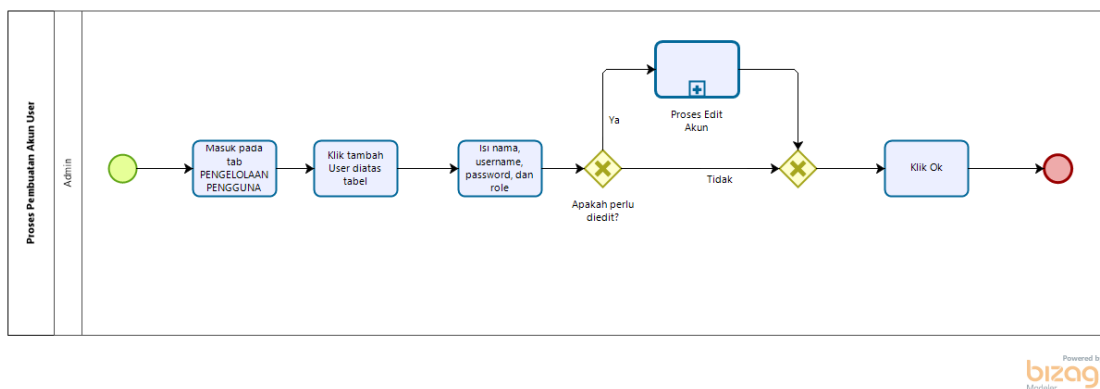 Proses Pembuatan Akun User
Admin
Masuk pada
tab
PENGELOLAAN
PENGGUNA
Klik tambah
User diatas
tabel
Isi nama,
username,
password, dan
role
Apakah perlu
diedit?
Ya
Proses Edit
Akun
Tidak
Klik Ok
Powered by
bizagi
Modeler